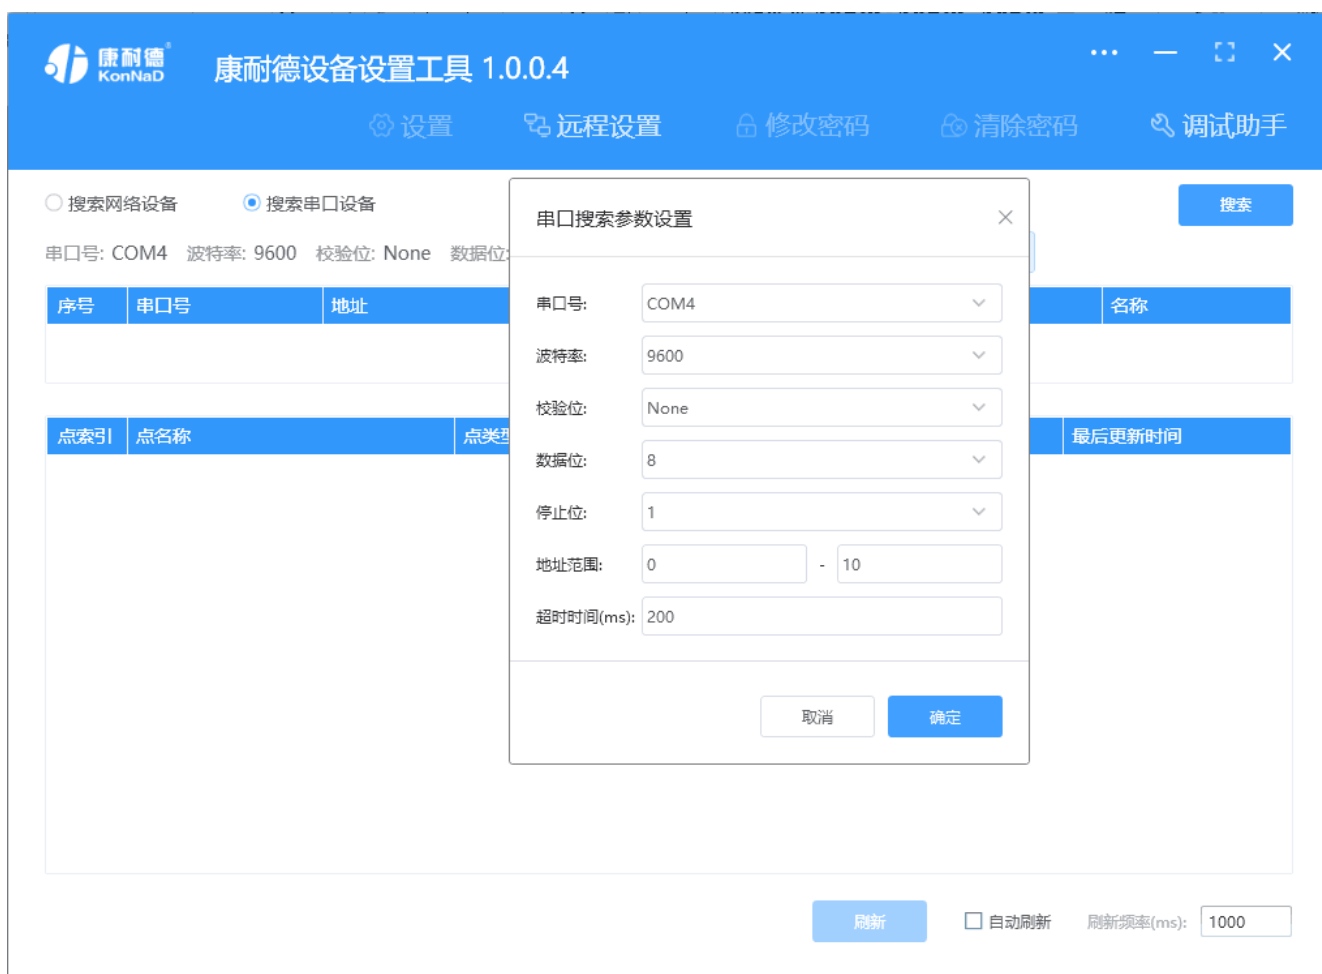 康耐德®
KonNaD
康耐德设备设置工具 1.0.0.4
设置 远程设置 修改密码 清除密码 调试助手
搜索网络设备 搜索串口设备 搜索
串口号: COM4 波特率: 9600 校验位: None 数据位:
序号 串口号 地址 名称
点索引 点名称 点类型 最后更新时间
串口搜索参数设置
串口号: COM4
波特率: 9600
校验位: None
数据位: 8
停止位: 1
地址范围: 0 - 10
超时时间(ms): 200
取消 确定
刷新 自动刷新 刷新频率(ms): 1000